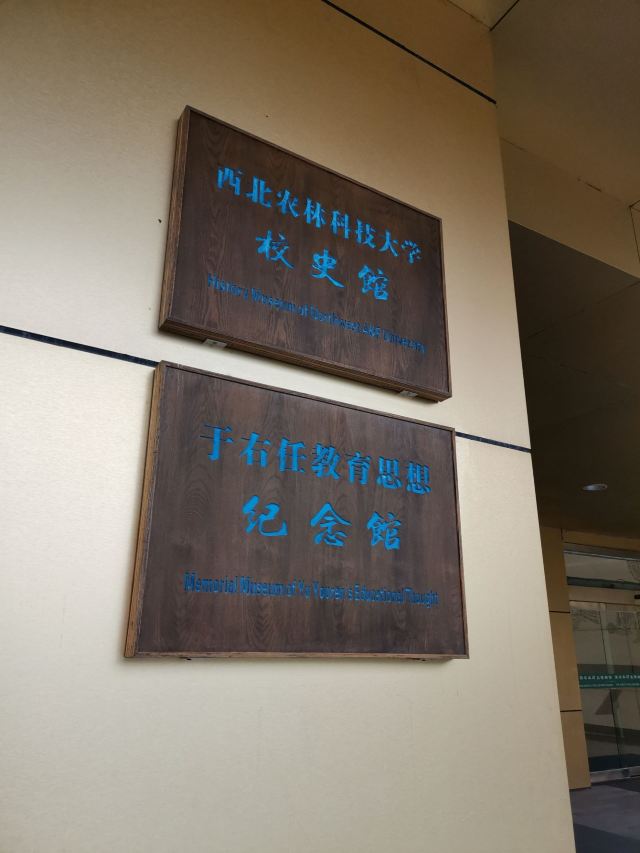 西北农林科技大学
校史馆
History Museum of Northwest A&F University
于右任教育思想
纪念馆
Memorial Museum of Yu Youren's Educational Thought